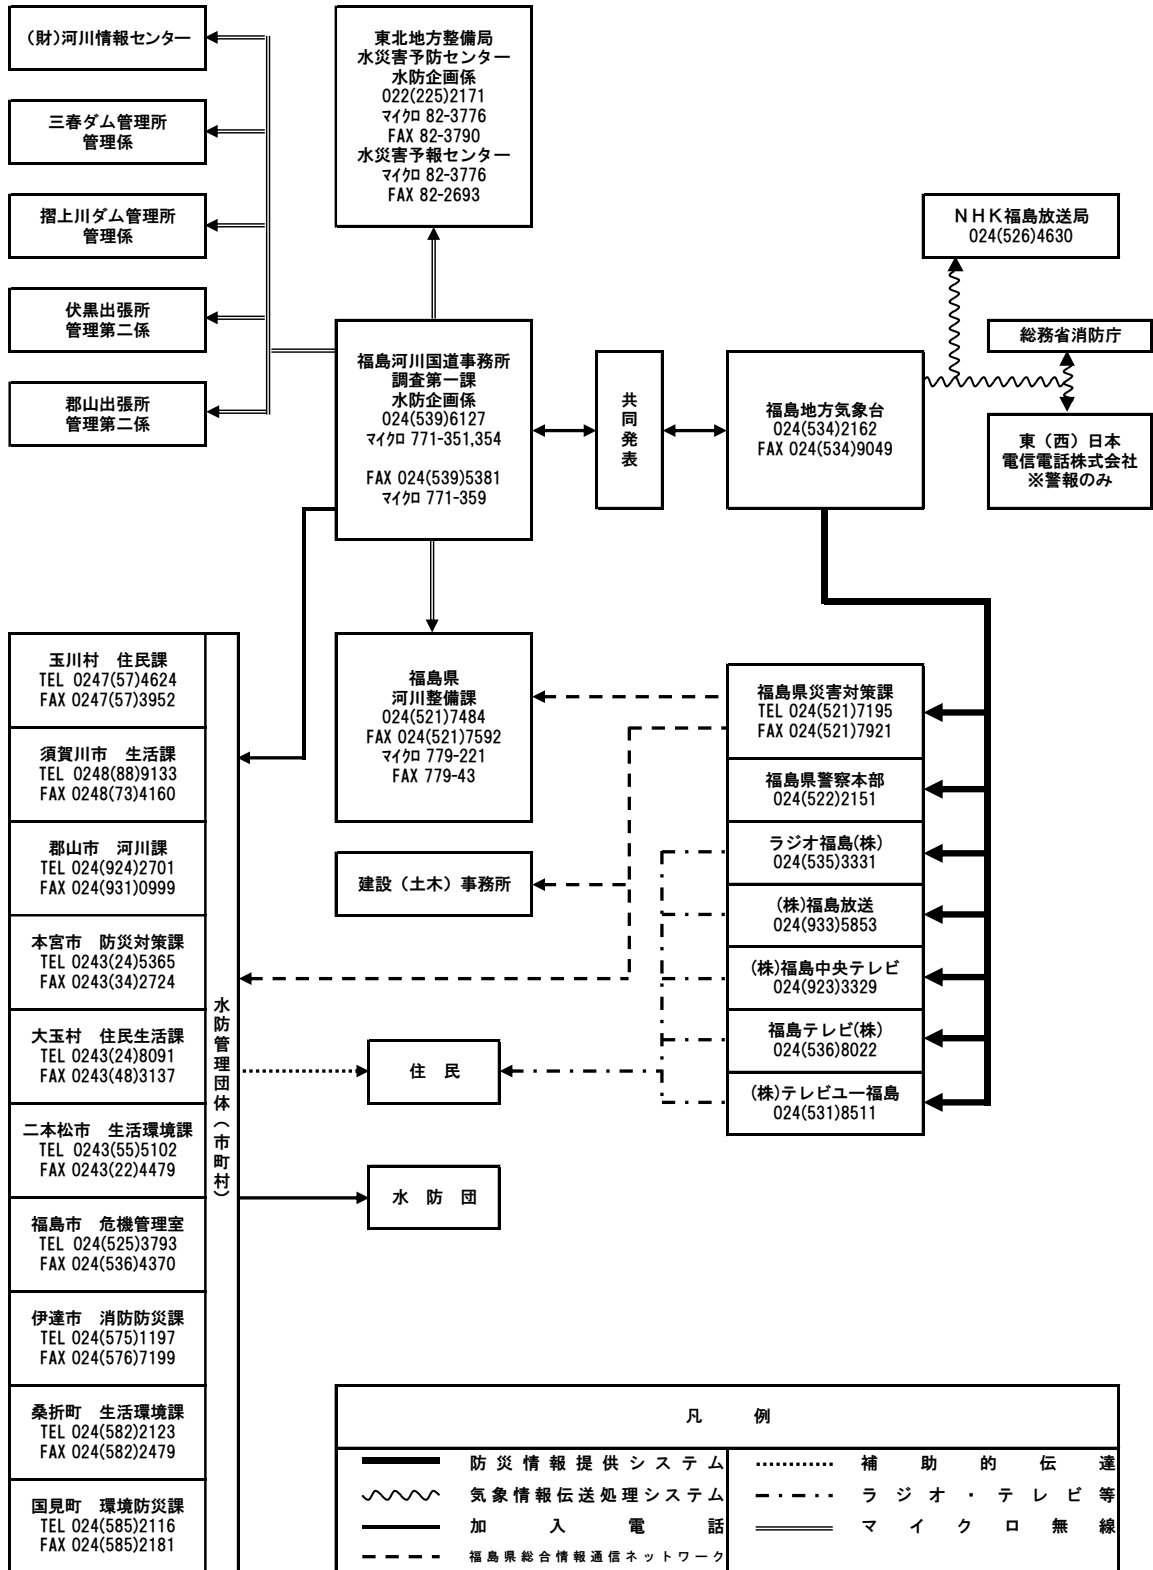 (財)河川情報センター
三春ダム管理所
管理係
摺上川ダム管理所
管理係
伏黒出張所
管理第二係
郡山出張所
管理第二係
東北地方整備局
水災害予防センター
水防企画係
022(225)2171
マイクロ 82-3776
FAX 82-3790
水災害予報センター
マイクロ 82-3776
FAX 82-2693
福島河川国道事務所
調査第一課
水防企画係
024(539)6127
マイクロ 771-351,354
FAX 024(539)5381
マイクロ 771-359
共同発表
福島地方気象台
024(534)2162
FAX 024(534)9049
NHK福島放送局
024(526)4630
総務省消防庁
東(西)日本
電信電話株式会社
※警報のみ
玉川村 住民課
TEL 0247(57)4624
FAX 0247(57)3952
須賀川市 生活課
TEL 0248(88)9133
FAX 0248(73)4160
郡山市 河川課
TEL 024(924)2701
FAX 024(931)0999
本宮市 防災対策課
TEL 0243(24)5365
FAX 0243(34)2724
大玉村 住民生活課
TEL 0243(24)8091
FAX 0243(48)3137
二本松市 生活環境課
TEL 0243(55)5102
FAX 0243(22)4479
福島市 危機管理室
TEL 024(525)3793
FAX 024(536)4370
伊達市 消防防災課
TEL 024(575)1197
FAX 024(576)7199
桑折町 生活環境課
TEL 024(582)2123
FAX 024(582)2479
国見町 環境防災課
TEL 024(585)2116
FAX 024(585)2181
水防管理団体(市町村)
福島県
河川整備課
024(521)7484
FAX 024(521)7592
マイクロ 779-221
FAX 779-43
建設(土木)事務所
住民
水防団
福島県災害対策課
TEL 024(521)7195
FAX 024(521)7921
福島県警察本部
024(522)2151
ラジオ福島(株)
024(535)3331
(株)福島放送
024(933)5853
(株)福島中央テレビ
024(923)3329
福島テレビ(株)
024(536)8022
(株)テレビユー福島
024(531)8511
凡例
防災情報提供システム
気象情報伝送処理システム
加入電話
福島県総合情報通信ネットワーク
補助的伝達
ラジオ・テレビ等
マイクロ無線